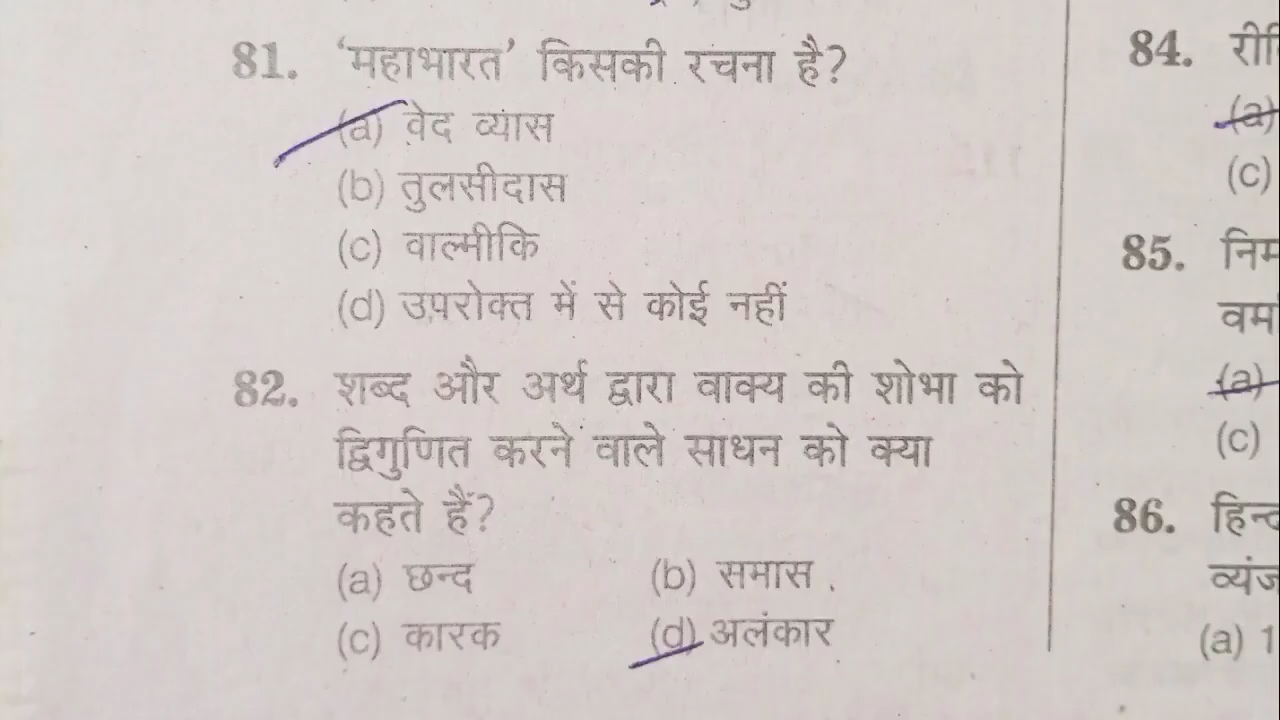 81. 'महाभारत' किसकी रचना है?
(a) वेद व्यास
(b) तुलसीदास
(c) वाल्मीकि
(d) उपरोक्त में से कोई नहीं
82. शब्द और अर्थ द्वारा वाक्य की शोभा को
द्विगुणित करने वाले साधन को क्या
कहते हैं?
(a) छन्द (b) समास
(c) कारक (d) अलंकार
84.
(a)
(c)
85.
(a)
(c)
86.
(a) 1